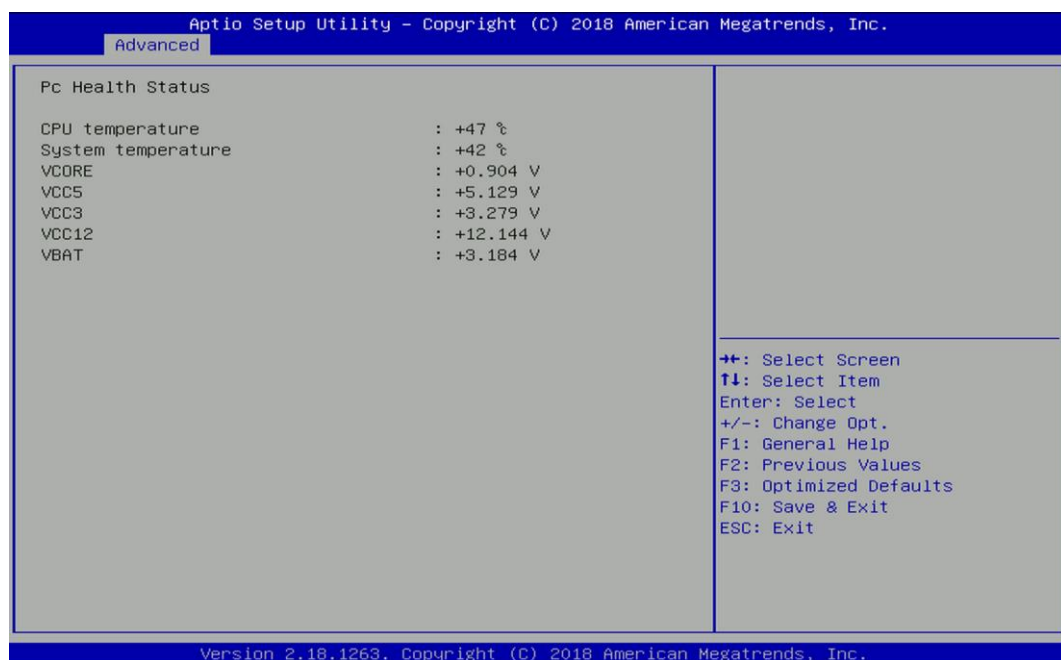 Aptio Setup Utility – Copyright (C) 2018 American Megatrends, Inc.
Advanced
Pc Health Status
CPU temperature : +47 ℃
System temperature : +42 ℃
VCORE : +0.904 V
VCC5 : +5.129 V
VCC3 : +3.279 V
VCC12 : +12.144 V
VBAT : +3.184 V
→←: Select Screen
↑↓: Select Item
Enter: Select
+/-: Change Opt.
F1: General Help
F2: Previous Values
F3: Optimized Defaults
F10: Save & Exit
ESC: Exit
Version 2.18.1263. Copyright (C) 2018 American Megatrends, Inc.